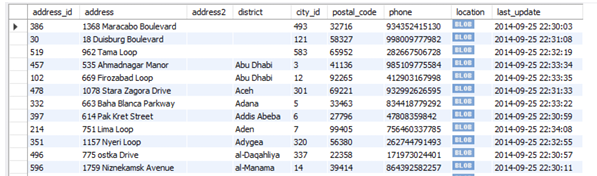 address_id address address2 district city_id postal_code phone location last_update
386 1368 Maracabo Boulevard 493 32716 934352415130 BLOB 2014-09-25 22:30:03
30 18 Duisburg Boulevard 121 58327 998009777982 BLOB 2014-09-25 22:31:08
519 962 Tama Loop 583 65952 282667506728 BLOB 2014-09-25 22:32:19
457 535 Ahmadnagar Manor Abu Dhabi 3 41136 985109775584 BLOB 2014-09-25 22:33:34
102 669 Firozabad Loop Abu Dhabi 12 92265 412903167998 BLOB 2014-09-25 22:33:35
478 1078 Stara Zagora Drive Aceh 301 69221 932992626595 BLOB 2014-09-25 22:31:33
332 663 Baha Blanca Parkway Adana 5 33463 834418779292 BLOB 2014-09-25 22:33:22
397 614 Pak Kret Street Addis Abeba 6 27796 47808359842 BLOB 2014-09-25 22:30:59
214 751 Lima Loop Aden 7 99405 756460337785 BLOB 2014-09-25 22:34:08
351 1157 Nyeri Loop Adygea 320 56380 262744791493 BLOB 2014-09-25 22:32:55
496 775 ostka Drive al-Daqahliya 337 22358 171973024401 BLOB 2014-09-25 22:30:57
596 1759 Niznekamsk Avenue al-Manama 14 39414 864392582257 BLOB 2014-09-25 22:30:11